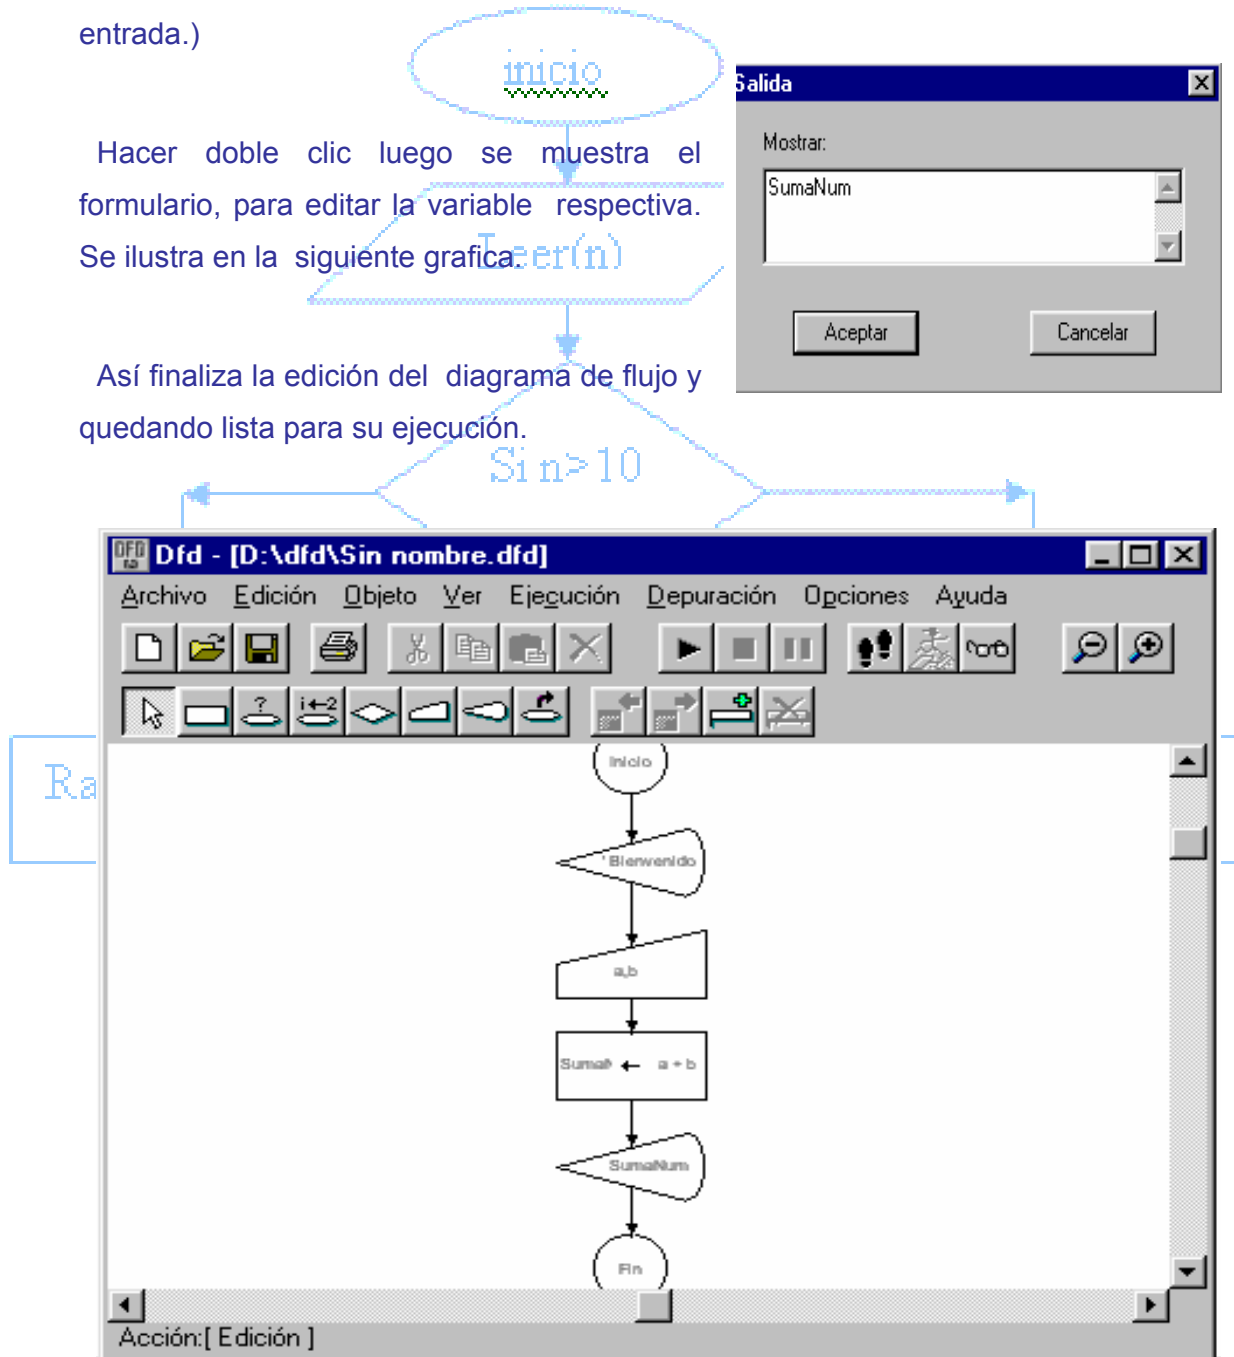 entrada.)
inicio
Hacer doble clic luego se muestra el
formulario, para editar la variable respectiva.
Se ilustra en la siguiente grafica.
Leer(n)
Salida
Mostrar:
SumaNum
Aceptar
Cancelar
Así finaliza la edición del diagrama de flujo y
quedando lista para su ejecución.
Si n>10
Dfd - [D:\dfd\Sin nombre.dfd]
Archivo Edición Objeto Ver Ejecución Depuración Opciones Ayuda
? i←2
Ra
Inicio
' Bienvenido
a,b
SumaN ← a + b
SumaNum
Fin
Acción:[ Edición ]